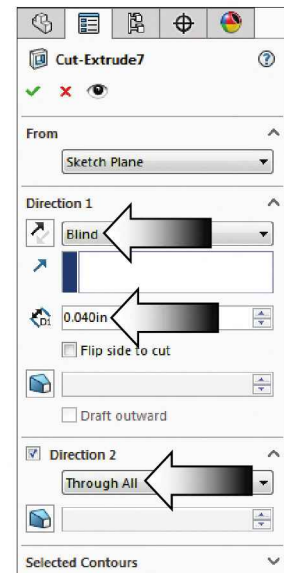 Cut-Extrude7
From
Sketch Plane
Direction 1
Blind
D1
0.040in
Flip side to cut
Draft outward
Direction 2
Through All
Selected Contours